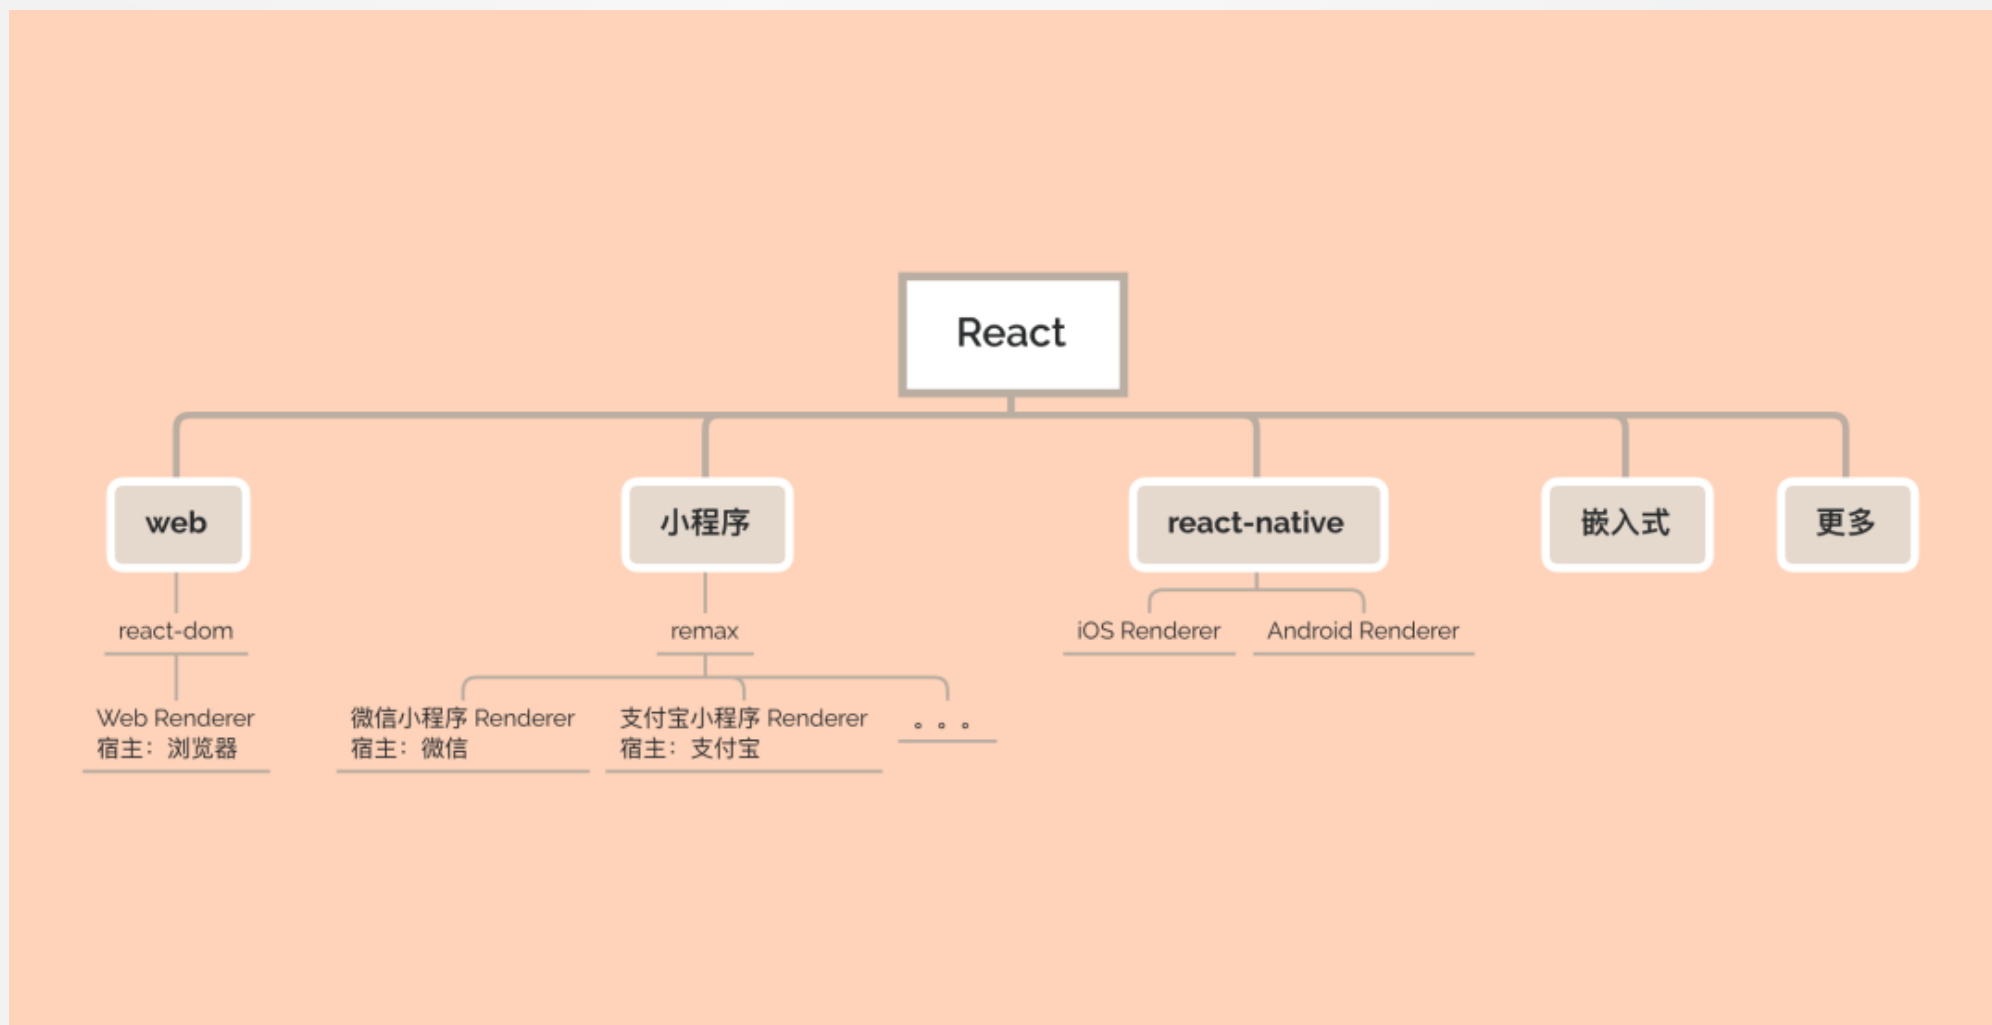 React
web
小程序
react-native
嵌入式
更多
react-dom
remax
iOS Renderer
Android Renderer
Web Renderer
宿主：浏览器
微信小程序 Renderer
宿主：微信
支付宝小程序 Renderer
宿主：支付宝
。。。